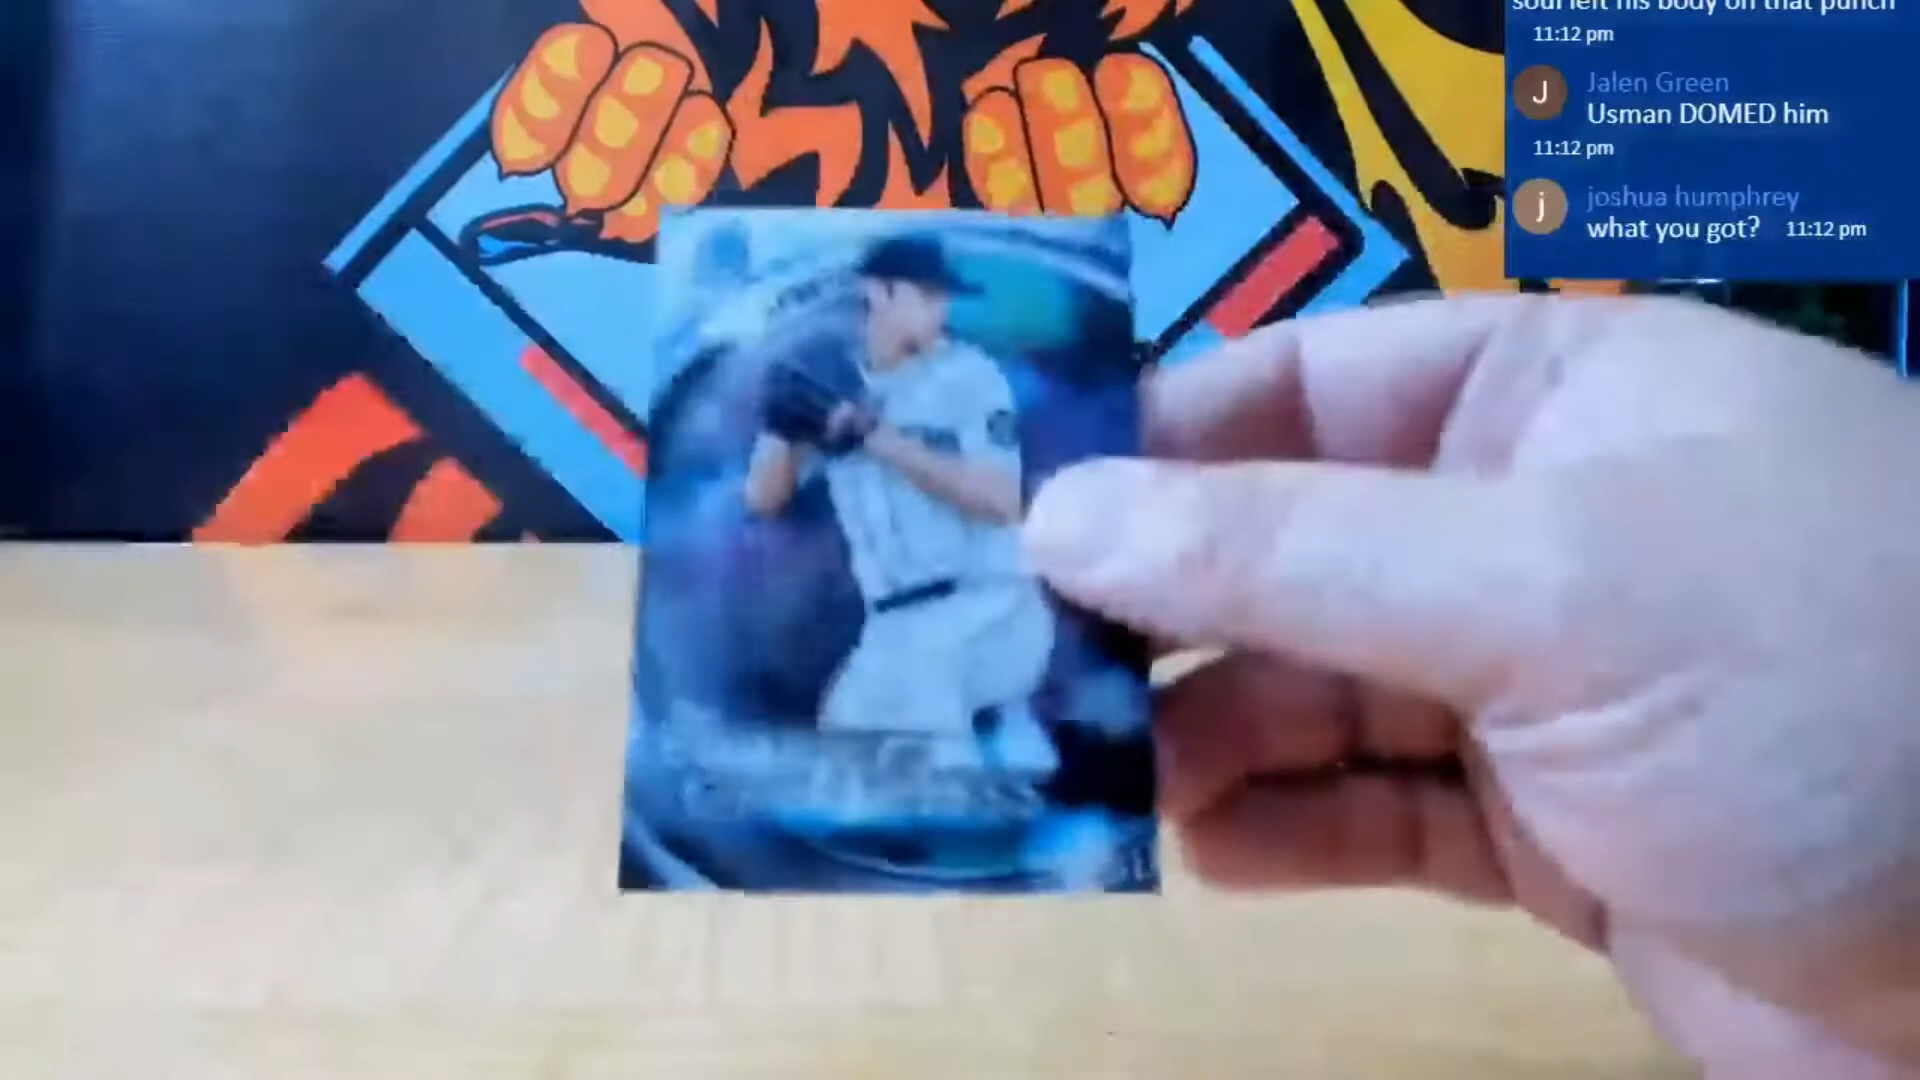 soul left his body on that punch
11:12 pm
J
Jalen Green
Usman DOMED him
11:12 pm
j
joshua humphrey
what you got? 11:12 pm